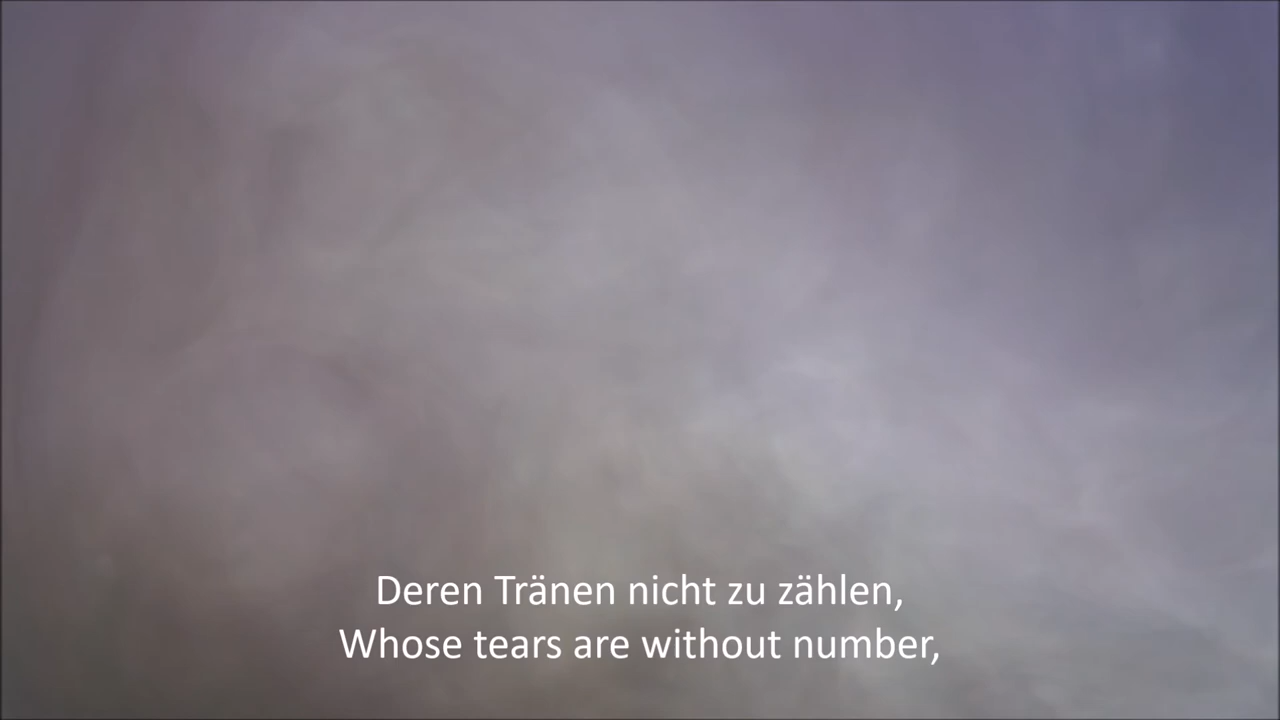 Deren Tränen nicht zu zählen,
Whose tears are without number,